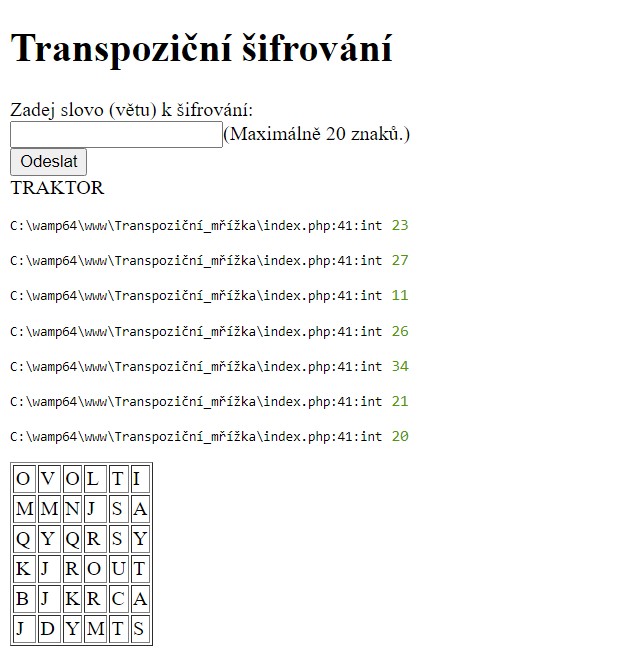 Transpoziční šifrování
Zadej slovo (větu) k šifrování:
(Maximálně 20 znaků.)
Odeslat
TRAKTOR
C:\wamp64\www\Transpoziční_mřížka\index.php:41:int 23
C:\wamp64\www\Transpoziční_mřížka\index.php:41:int 27
C:\wamp64\www\Transpoziční_mřížka\index.php:41:int 11
C:\wamp64\www\Transpoziční_mřížka\index.php:41:int 26
C:\wamp64\www\Transpoziční_mřížka\index.php:41:int 34
C:\wamp64\www\Transpoziční_mřížka\index.php:41:int 21
C:\wamp64\www\Transpoziční_mřížka\index.php:41:int 20
O V O L T I
M M N J S A
Q Y Q R S Y
K J R O U T
B J K R C A
J D Y M T S